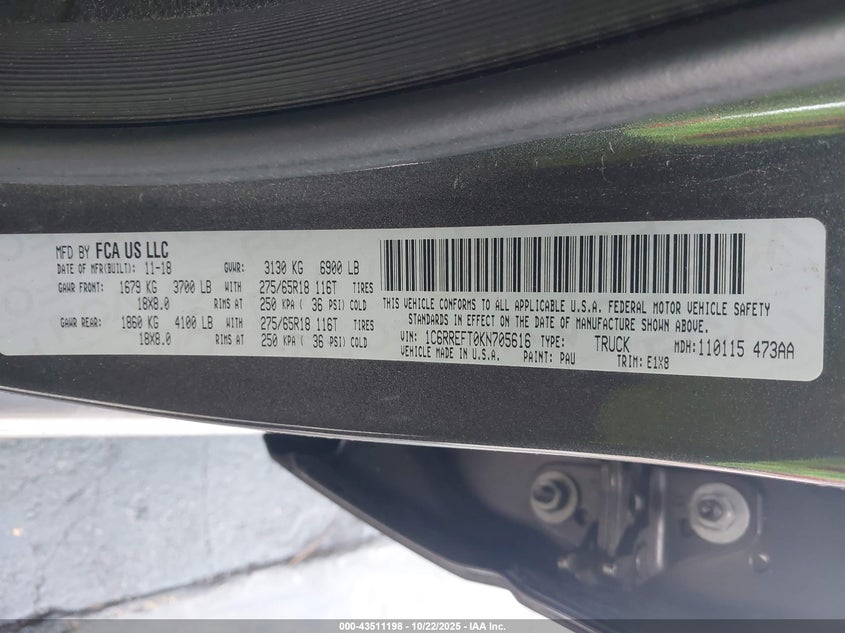 MFD BY FCA US LLC
DATE OF MFR(BUILT): 11-18 GVWR: 3130 KG 6900 LB
GAWR FRONT: 1679 KG 3700 LB WITH 275/65R18 116T TIRES
18X8.0 RIMS AT 250 KPA ( 36 PSI) COLD
GAWR REAR: 1860 KG 4100 LB WITH 275/65R18 116T TIRES
18X8.0 RIMS AT 250 KPA ( 36 PSI) COLD
THIS VEHICLE CONFORMS TO ALL APPLICABLE U.S.A. FEDERAL MOTOR VEHICLE SAFETY
STANDARDS IN EFFECT ON THE DATE OF MANUFACTURE SHOWN ABOVE.
VIN: 1C6RREFT0KN705616 TYPE: TRUCK MDH:110115 473AA
VEHICLE MADE IN U.S.A. PAINT: PAU TRIM: E1X8
000-43511198 - 10/22/2025 - IAA Inc.